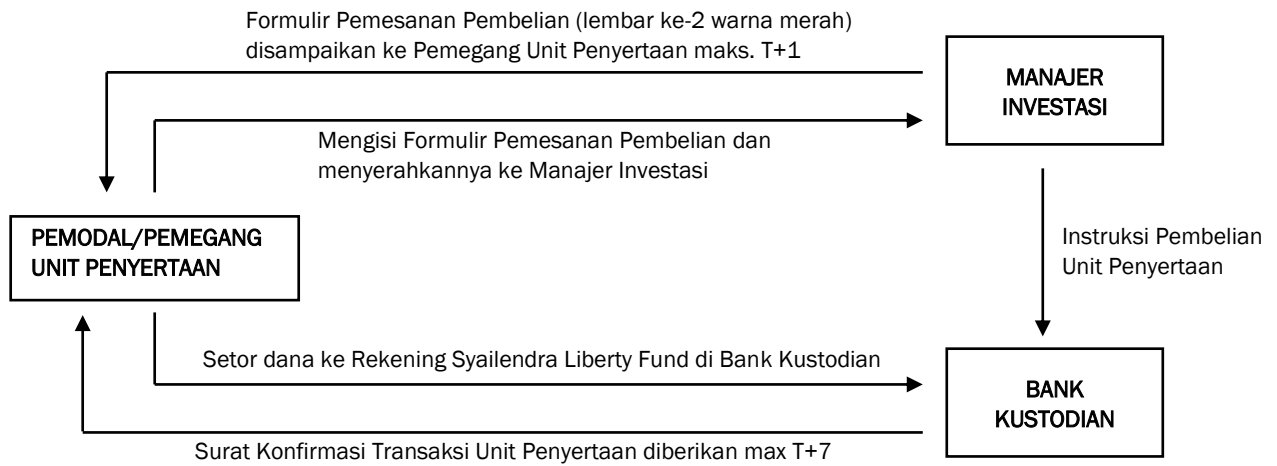 Formulir Pemesanan Pembelian (lembar ke-2 warna merah)
disampaikan ke Pemegang Unit Penyertaan maks. T+1
MANAJER
INVESTASI
Mengisi Formulir Pemesanan Pembelian dan
menyerahkannya ke Manajer Investasi
PEMODAL/PEMEGANG
UNIT PENYERTAAN
Instruksi Pembelian
Unit Penyertaan
Setor dana ke Rekening Syailendra Liberty Fund di Bank Kustodian
BANK
KUSTODIAN
Surat Konfirmasi Transaksi Unit Penyertaan diberikan max T+7